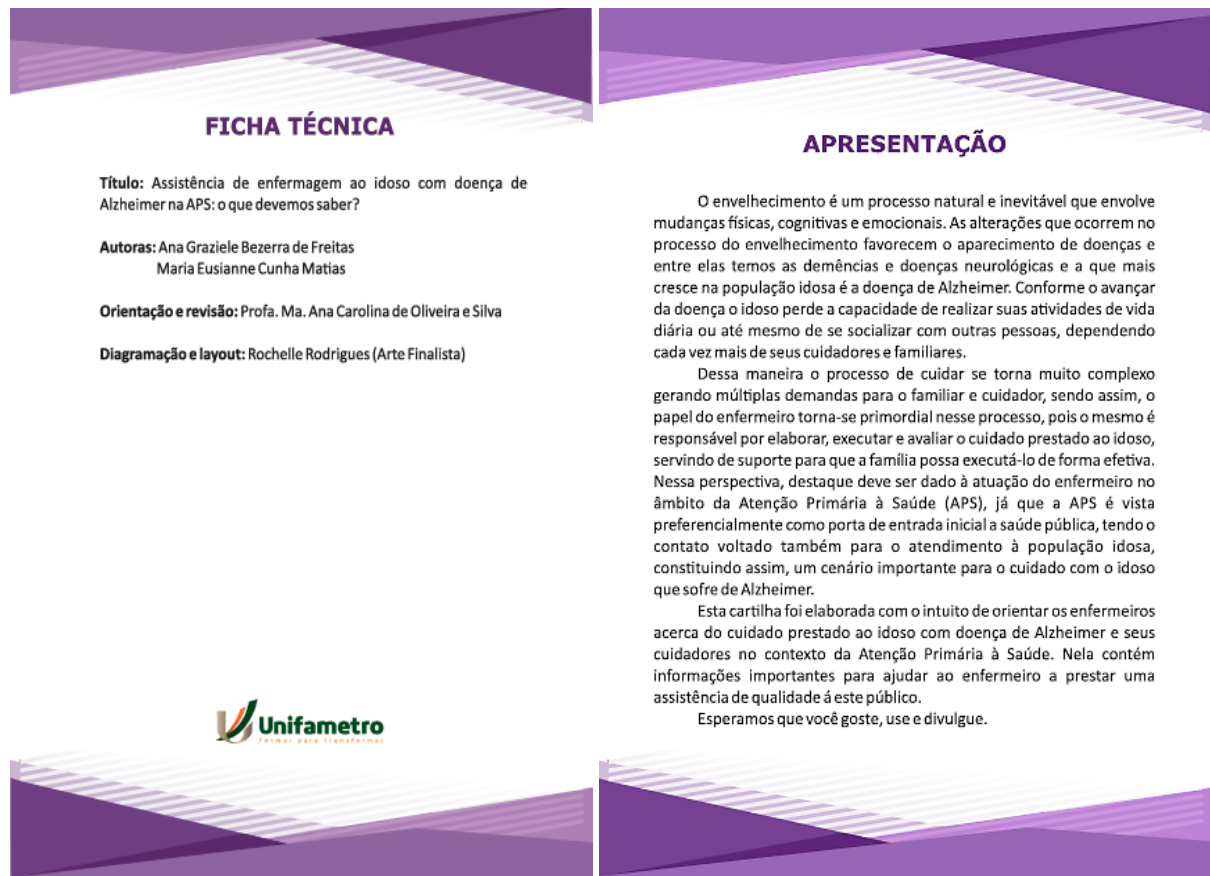 FICHA TÉCNICA
Título: Assistência de enfermagem ao idoso com doença de
Alzheimer na APS: o que devemos saber?
Autoras: Ana Graziele Bezerra de Freitas
Maria Eusianne Cunha Matias
Orientação e revisão: Profa. Ma. Ana Carolina de Oliveira e Silva
Diagramação e layout: Rochelle Rodrigues (Arte Finalista)
Unifametro
Formar para transformar
APRESENTAÇÃO
O envelhecimento é um processo natural e inevitável que envolve
mudanças físicas, cognitivas e emocionais. As alterações que ocorrem no
processo do envelhecimento favorecem o aparecimento de doenças e
entre elas temos as demências e doenças neurológicas e a que mais
cresce na população idosa é a doença de Alzheimer. Conforme o avançar
da doença o idoso perde a capacidade de realizar suas atividades de vida
diária ou até mesmo de se socializar com outras pessoas, dependendo
cada vez mais de seus cuidadores e familiares.
Dessa maneira o processo de cuidar se torna muito complexo
gerando múltiplas demandas para o familiar e cuidador, sendo assim, o
papel do enfermeiro torna-se primordial nesse processo, pois o mesmo é
responsável por elaborar, executar e avaliar o cuidado prestado ao idoso,
servindo de suporte para que a família possa executá-lo de forma efetiva.
Nessa perspectiva, destaque deve ser dado à atuação do enfermeiro no
âmbito da Atenção Primária à Saúde (APS), já que a APS é vista
preferencialmente como porta de entrada inicial a saúde pública, tendo o
contato voltado também para o atendimento à população idosa,
constituindo assim, um cenário importante para o cuidado com o idoso
que sofre de Alzheimer.
Esta cartilha foi elaborada com o intuito de orientar os enfermeiros
acerca do cuidado prestado ao idoso com doença de Alzheimer e seus
cuidadores no contexto da Atenção Primária à Saúde. Nela contém
informações importantes para ajudar ao enfermeiro a prestar uma
assistência de qualidade á este público.
Esperamos que você goste, use e divulgue.